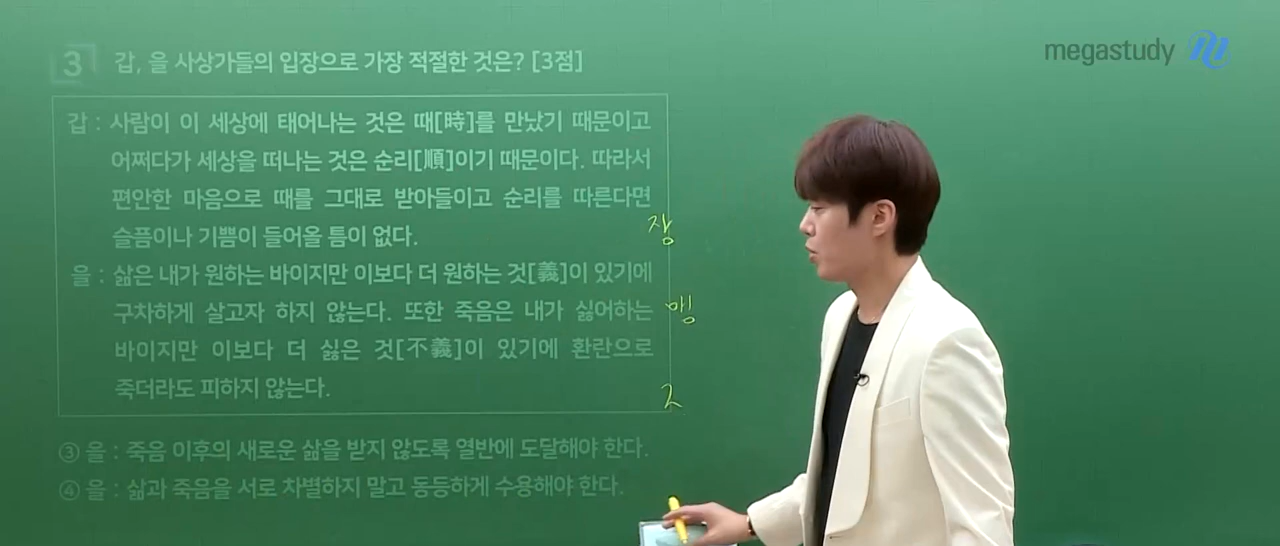 3 갑, 을 사상가들의 입장으로 가장 적절한 것은? [3점]
megastudy
갑 : 사람이 이 세상에 태어나는 것은 때[時]를 만났기 때문이고
어쩌다가 세상을 떠나는 것은 순리[順]이기 때문이다. 따라서
편안한 마음으로 때를 그대로 받아들이고 순리를 따른다면
슬픔이나 기쁨이 들어올 틈이 없다.
장
을 : 삶은 내가 원하는 바이지만 이보다 더 원하는 것[義]이 있기에
구차하게 살고자 하지 않는다. 또한 죽음은 내가 싫어하는
맹
바이지만 이보다 더 싫은 것[不義]이 있기에 환란으로
죽더라도 피하지 않는다.
③ 을 : 죽음 이후의 새로운 삶을 받지 않도록 열반에 도달해야 한다.
④ 을 : 삶과 죽음을 서로 차별하지 말고 동등하게 수용해야 한다.